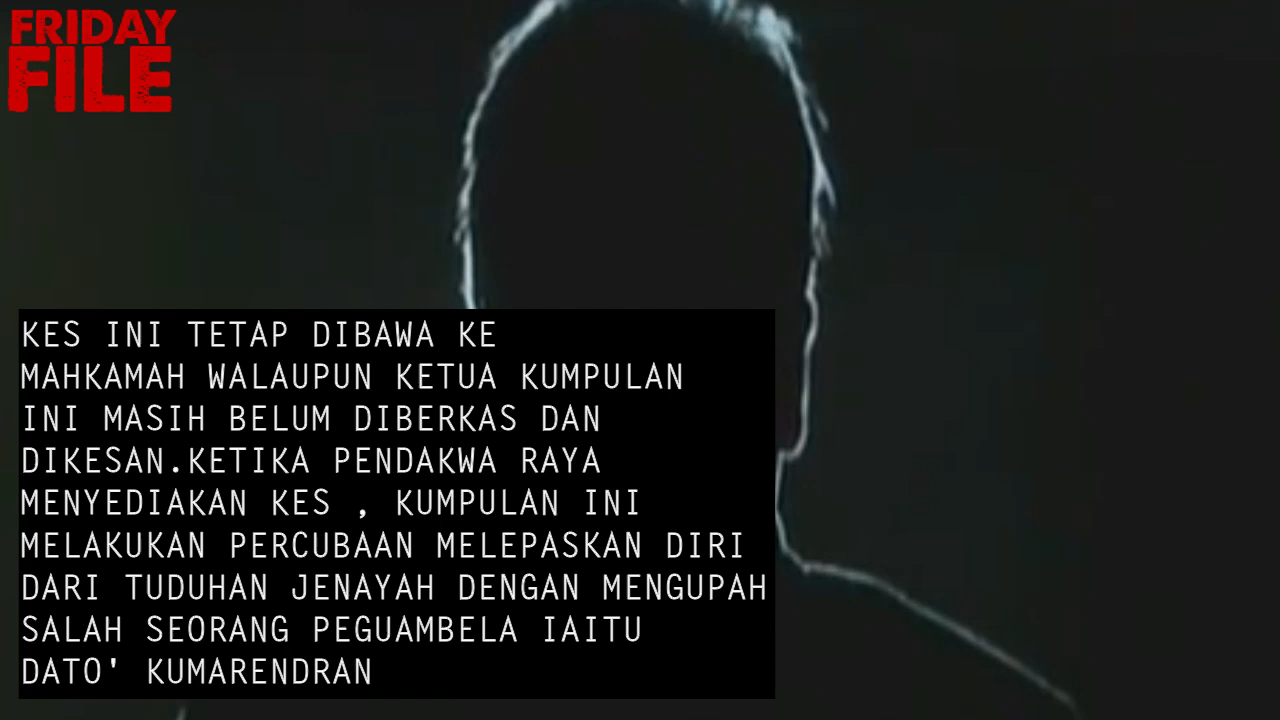 FRIDAY
FILE
KES INI TETAP DIBAWA KE
MAHKAMAH WALAUPUN KETUA KUMPULAN
INI MASIH BELUM DIBERKAS DAN
DIKESAN.KETIKA PENDAKWA RAYA
MENYEDIAKAN KES , KUMPULAN INI
MELAKUKAN PERCUBAAN MELEPASKAN DIRI
DARI TUDUHAN JENAYAH DENGAN MENGUPAH
SALAH SEORANG PEGUAMBELA IAITU
DATO' KUMARENDRAN